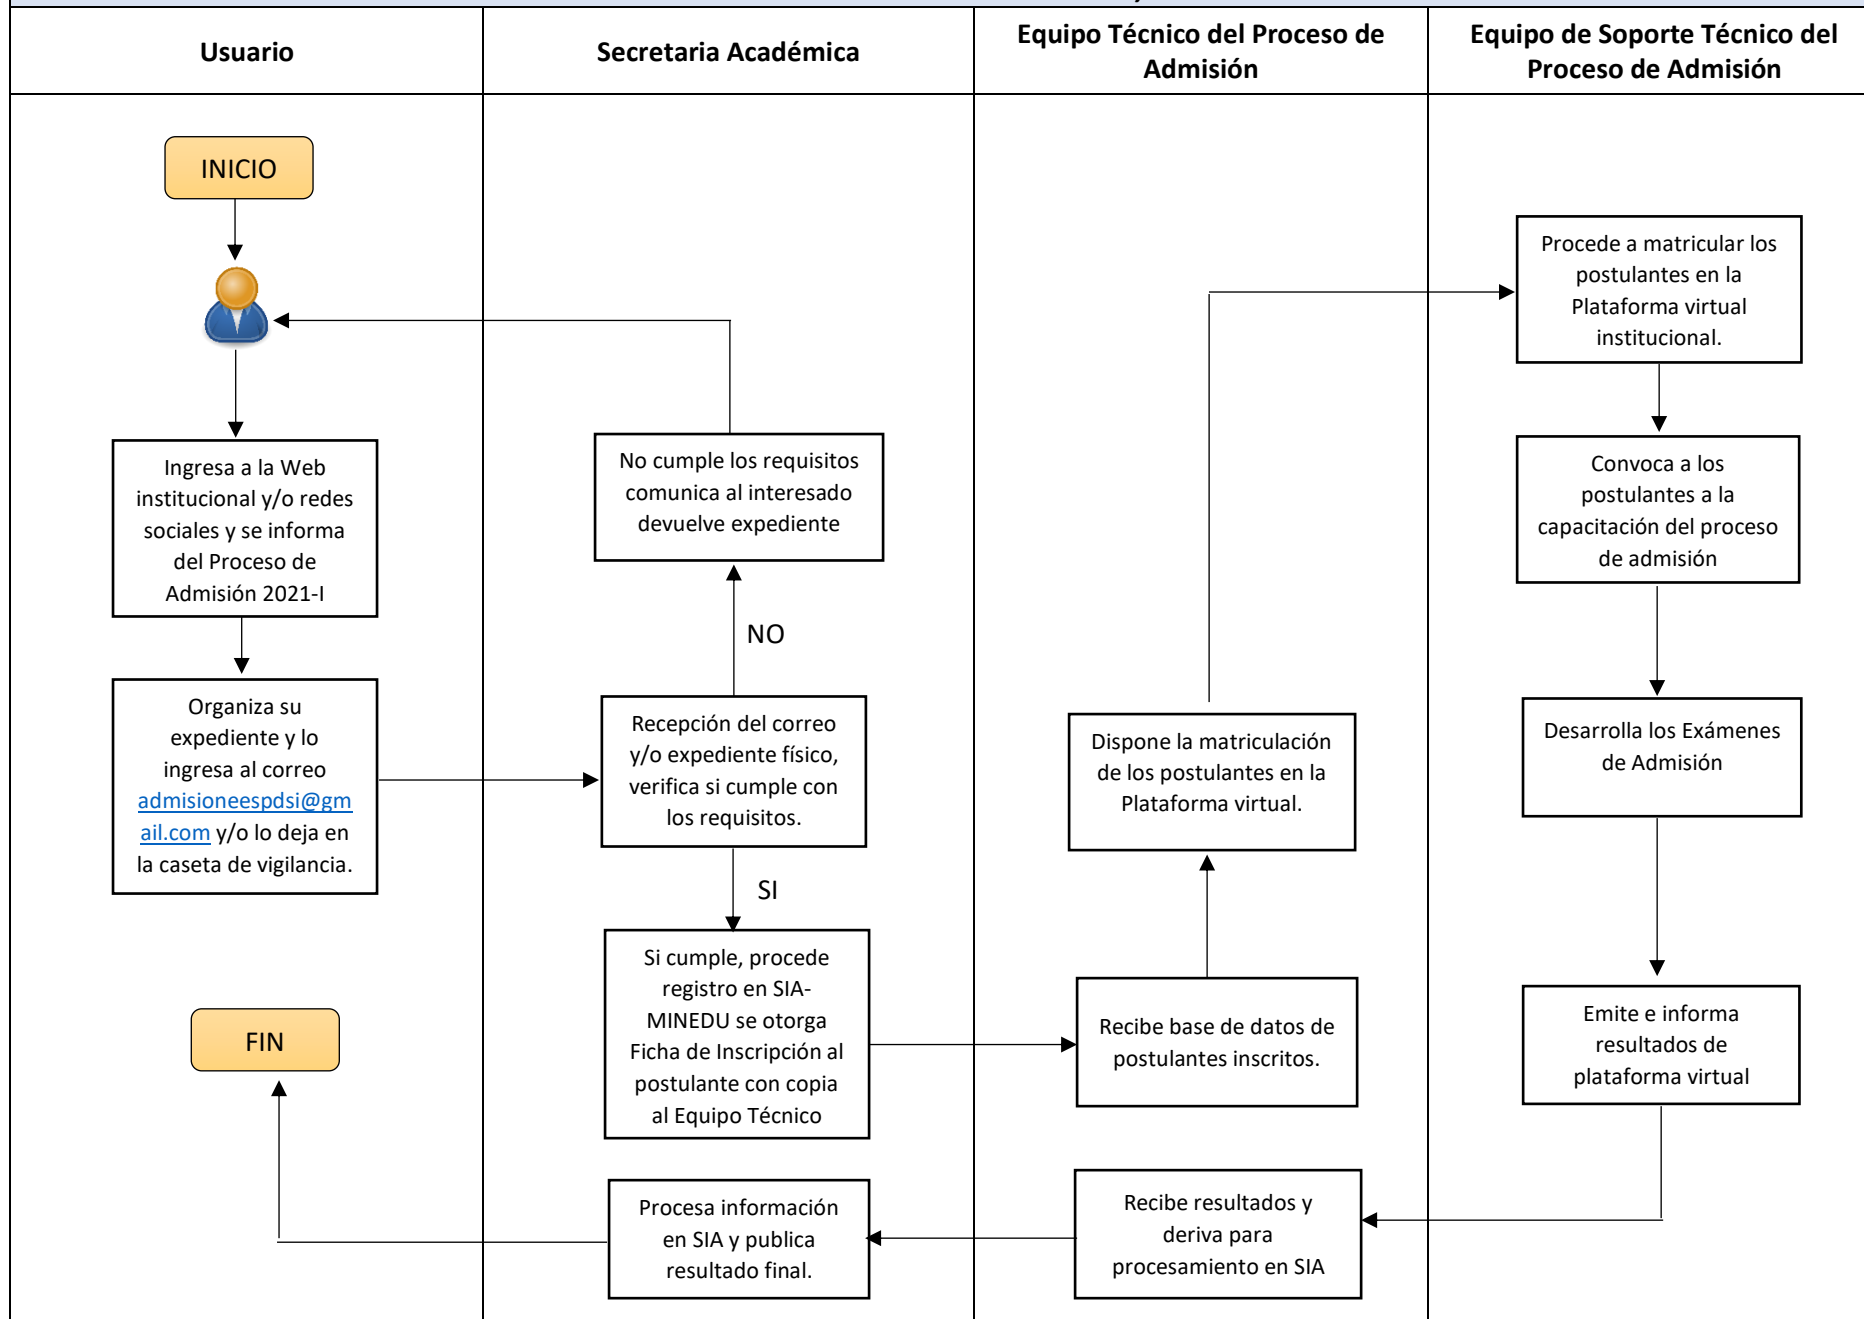 Usuario
Secretaria Académica
Equipo Técnico del Proceso de
Admisión
Equipo de Soporte Técnico del
Proceso de Admisión
INICIO
Ingresa a la Web
institucional y/o redes
sociales y se informa
del Proceso de
Admisión 2021-I
Organiza su
expediente y lo
ingresa al correo
admisioneespdsi@gm
ail.com y/o lo deja en
la caseta de vigilancia.
FIN
No cumple los requisitos
comunica al interesado
devuelve expediente
NO
Recepción del correo
y/o expediente físico,
verifica si cumple con
los requisitos.
SI
Si cumple, procede
registro en SIA-
MINEDU se otorga
Ficha de Inscripción al
postulante con copia
al Equipo Técnico
Procesa información
en SIA y publica
resultado final.
Dispone la matriculación
de los postulantes en la
Plataforma virtual.
Recibe base de datos de
postulantes inscritos.
Recibe resultados y
deriva para
procesamiento en SIA
Procede a matricular los
postulantes en la
Plataforma virtual
institucional.
Convoca a los
postulantes a la
capacitación del proceso
de admisión
Desarrolla los Exámenes
de Admisión
Emite e informa
resultados de
plataforma virtual